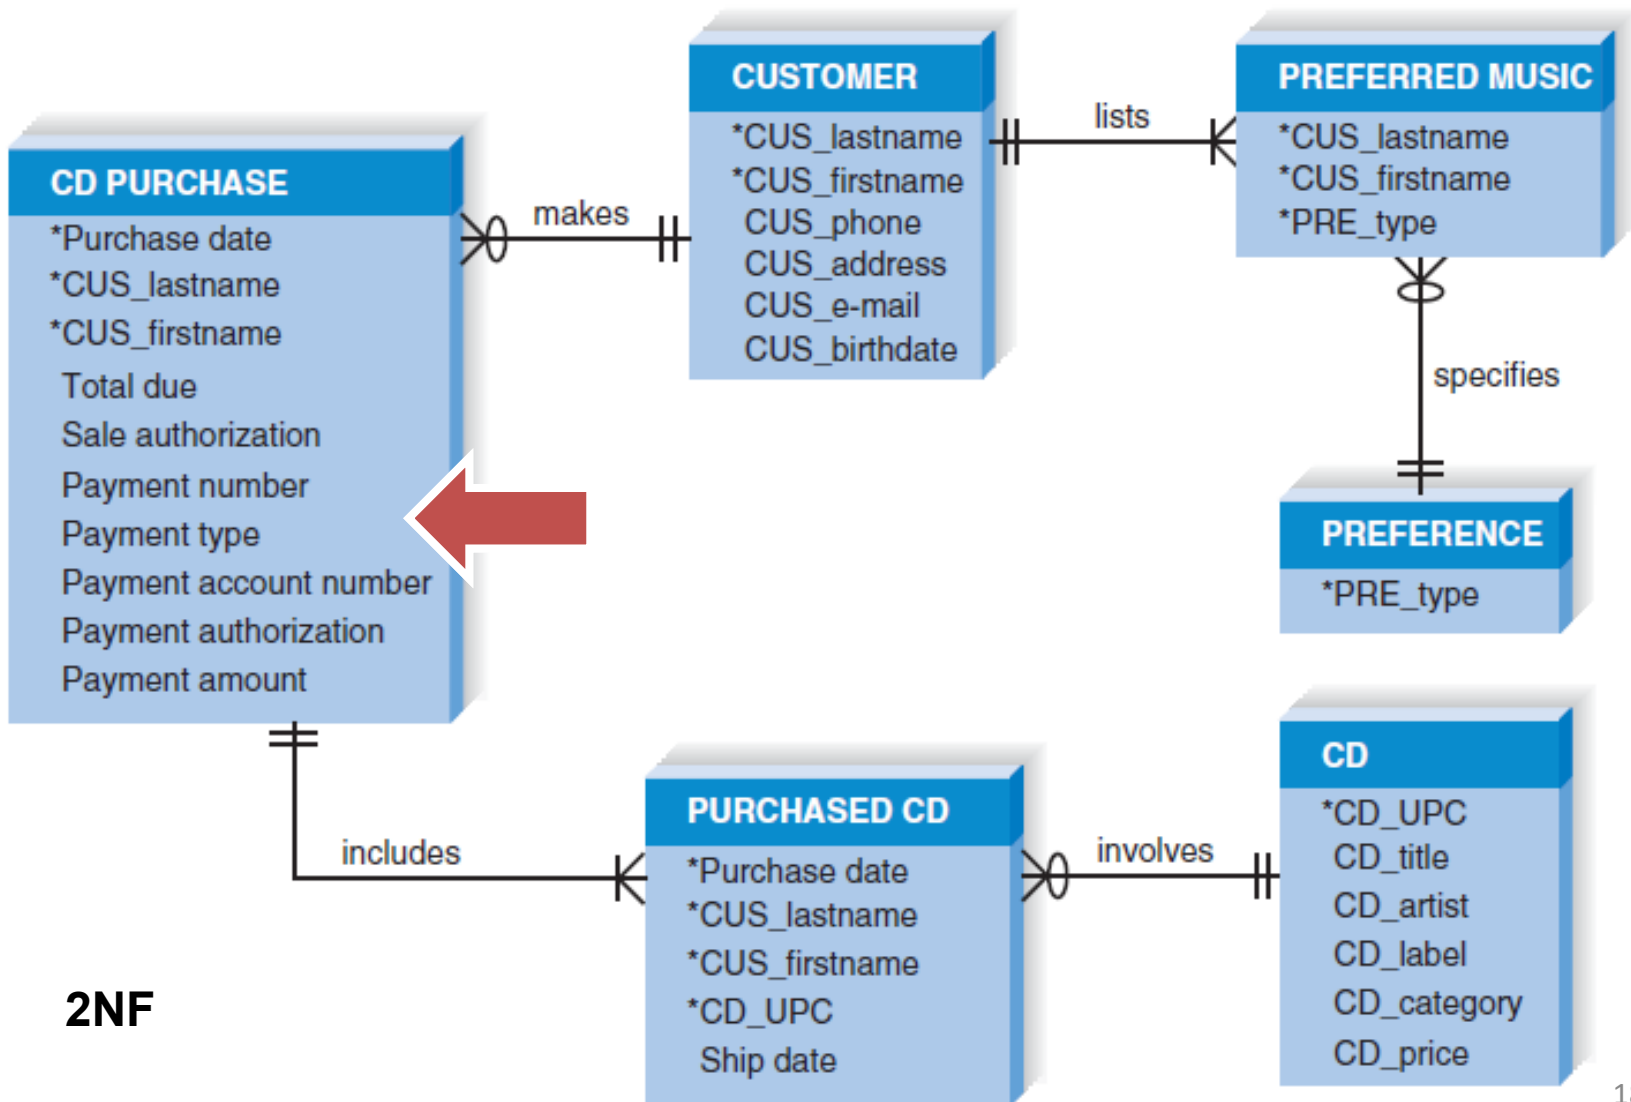 CD PURCHASE
*Purchase date
*CUS_lastname
*CUS_firstname
Total due
Sale authorization
Payment number
Payment type
Payment account number
Payment authorization
Payment amount
makes
CUSTOMER
*CUS_lastname
*CUS_firstname
CUS_phone
CUS_address
CUS_e-mail
CUS_birthdate
lists
PREFERRED MUSIC
*CUS_lastname
*CUS_firstname
*PRE_type
specifies
PREFERENCE
*PRE_type
includes
PURCHASED CD
*Purchase date
*CUS_lastname
*CUS_firstname
*CD_UPC
Ship date
involves
CD
*CD_UPC
CD_title
CD_artist
CD_label
CD_category
CD_price
2NF